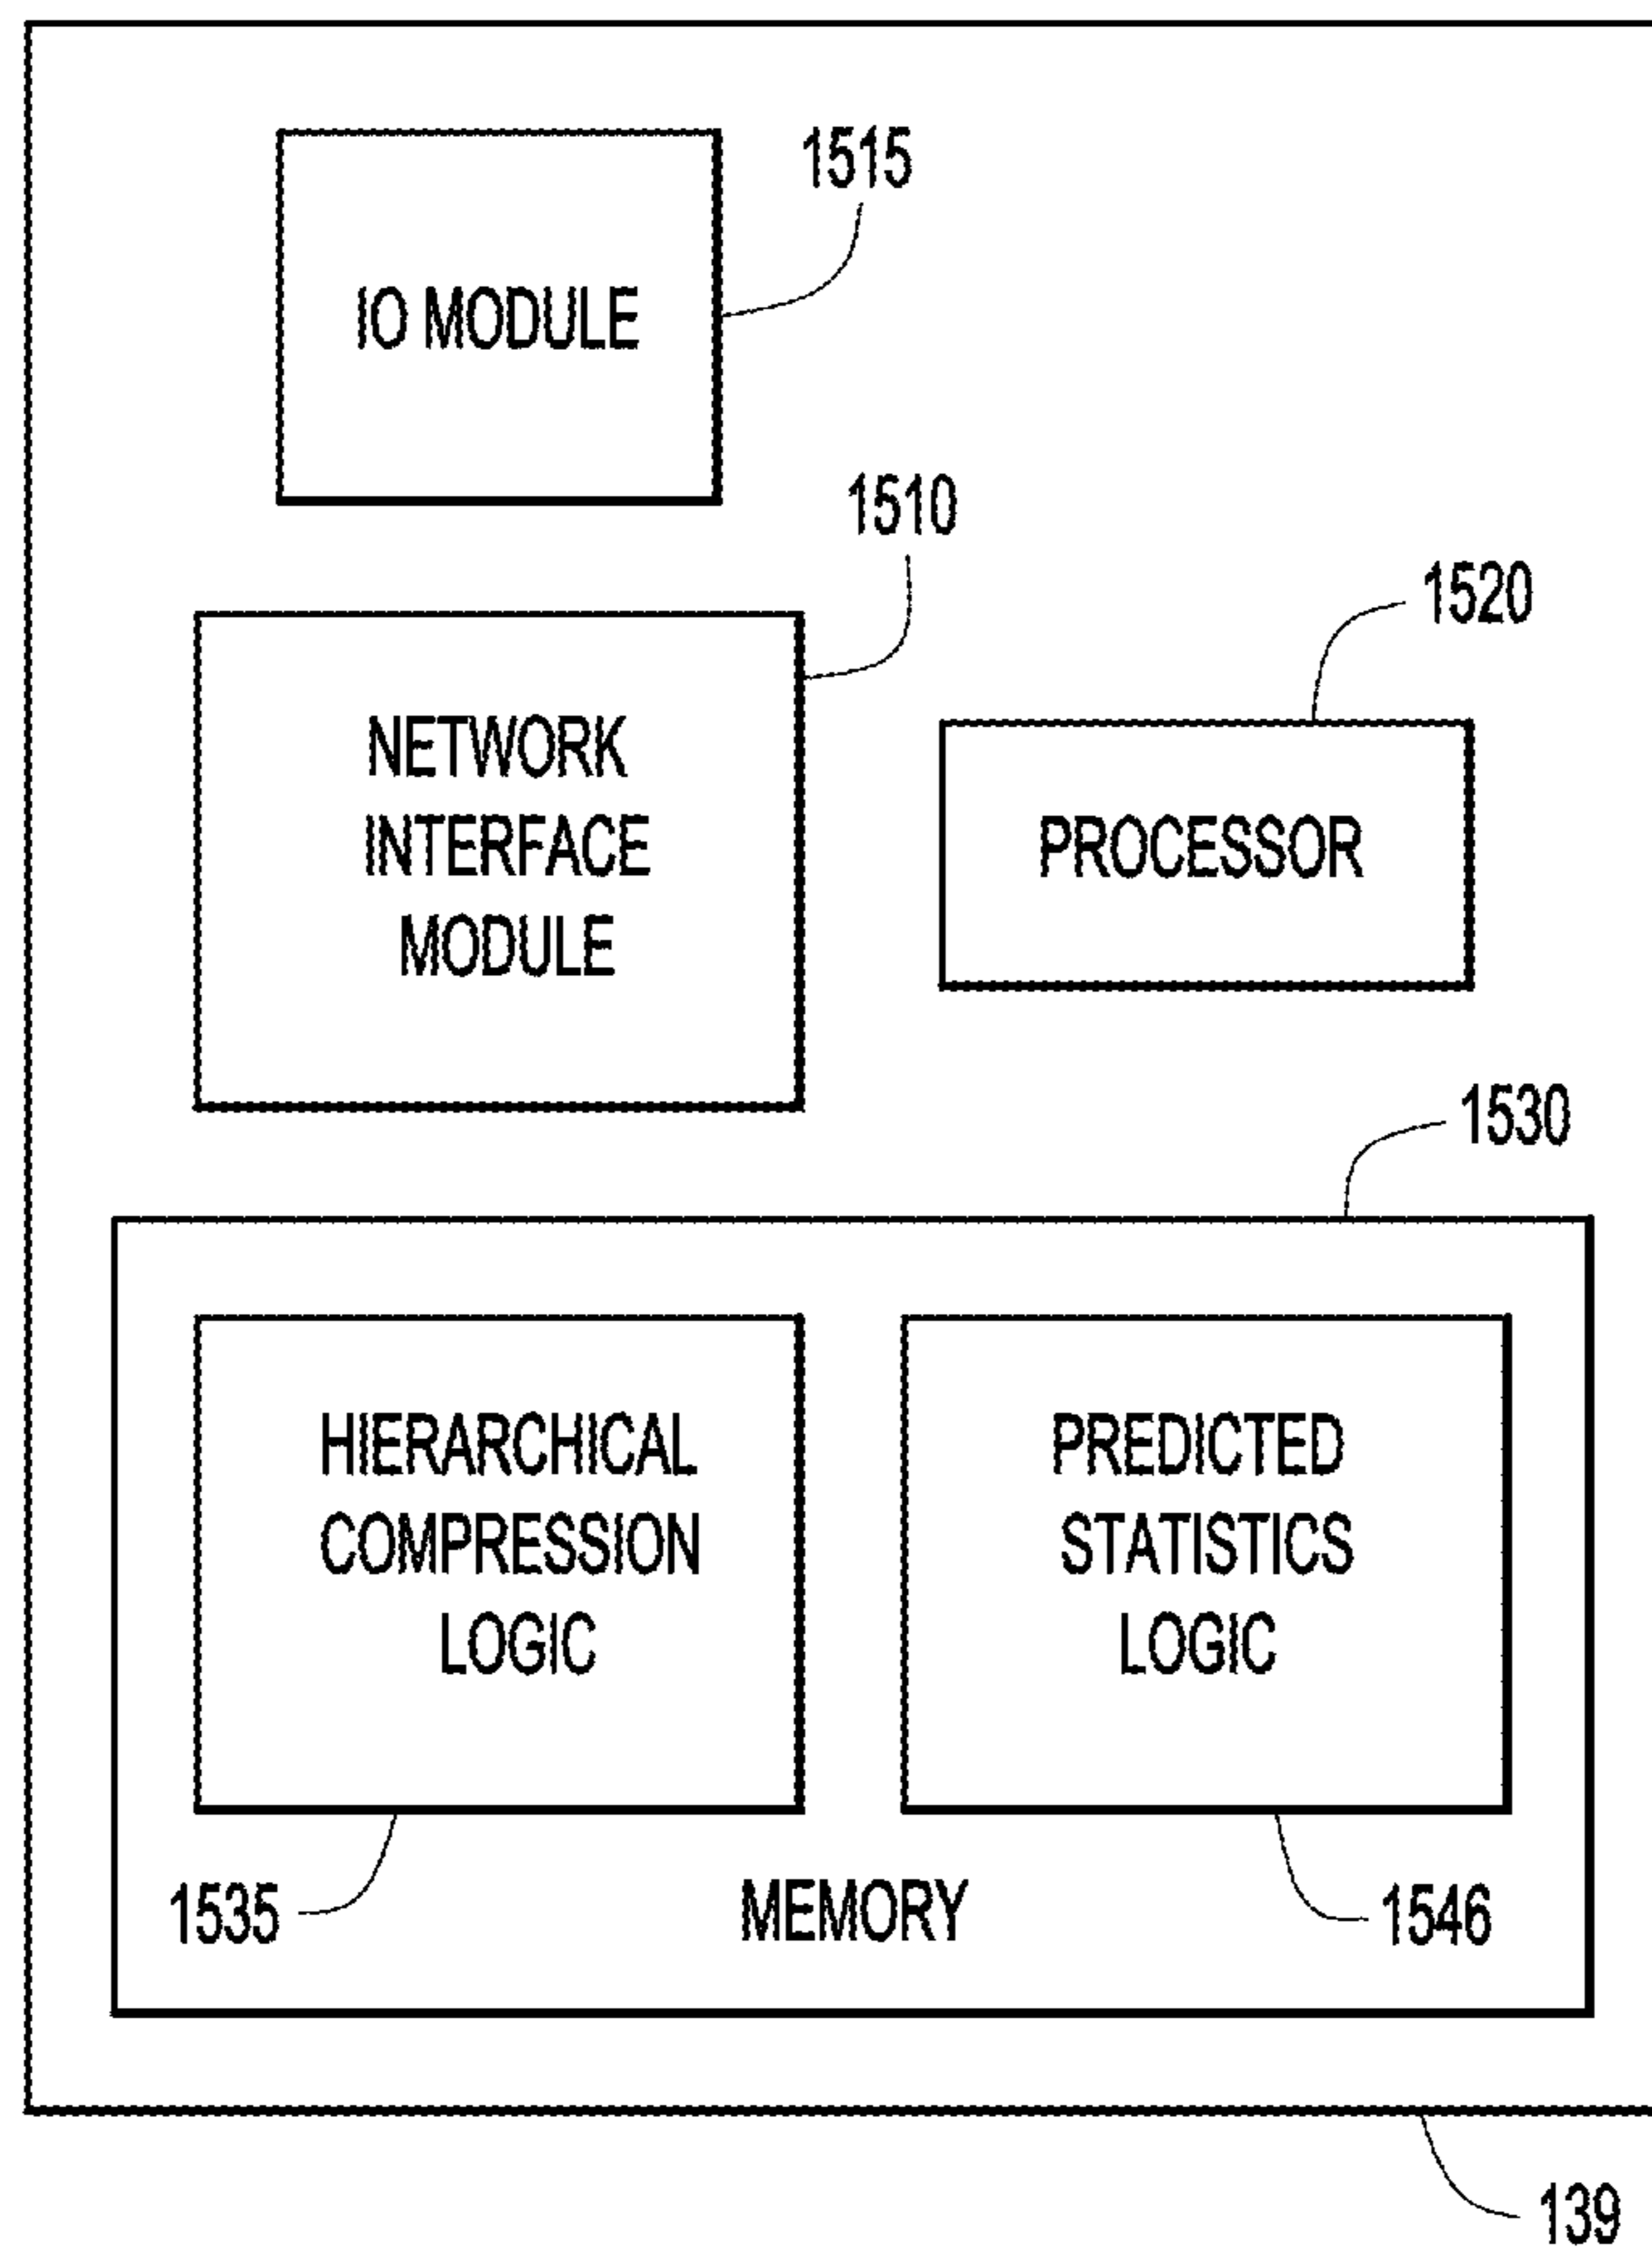 1515
IO MODULE
1510
1520
NETWORK
INTERFACE
MODULE
PROCESSOR
1530
HIERARCHICAL
COMPRESSION
LOGIC
PREDICTED
STATISTICS
LOGIC
1535
MEMORY
1546
139